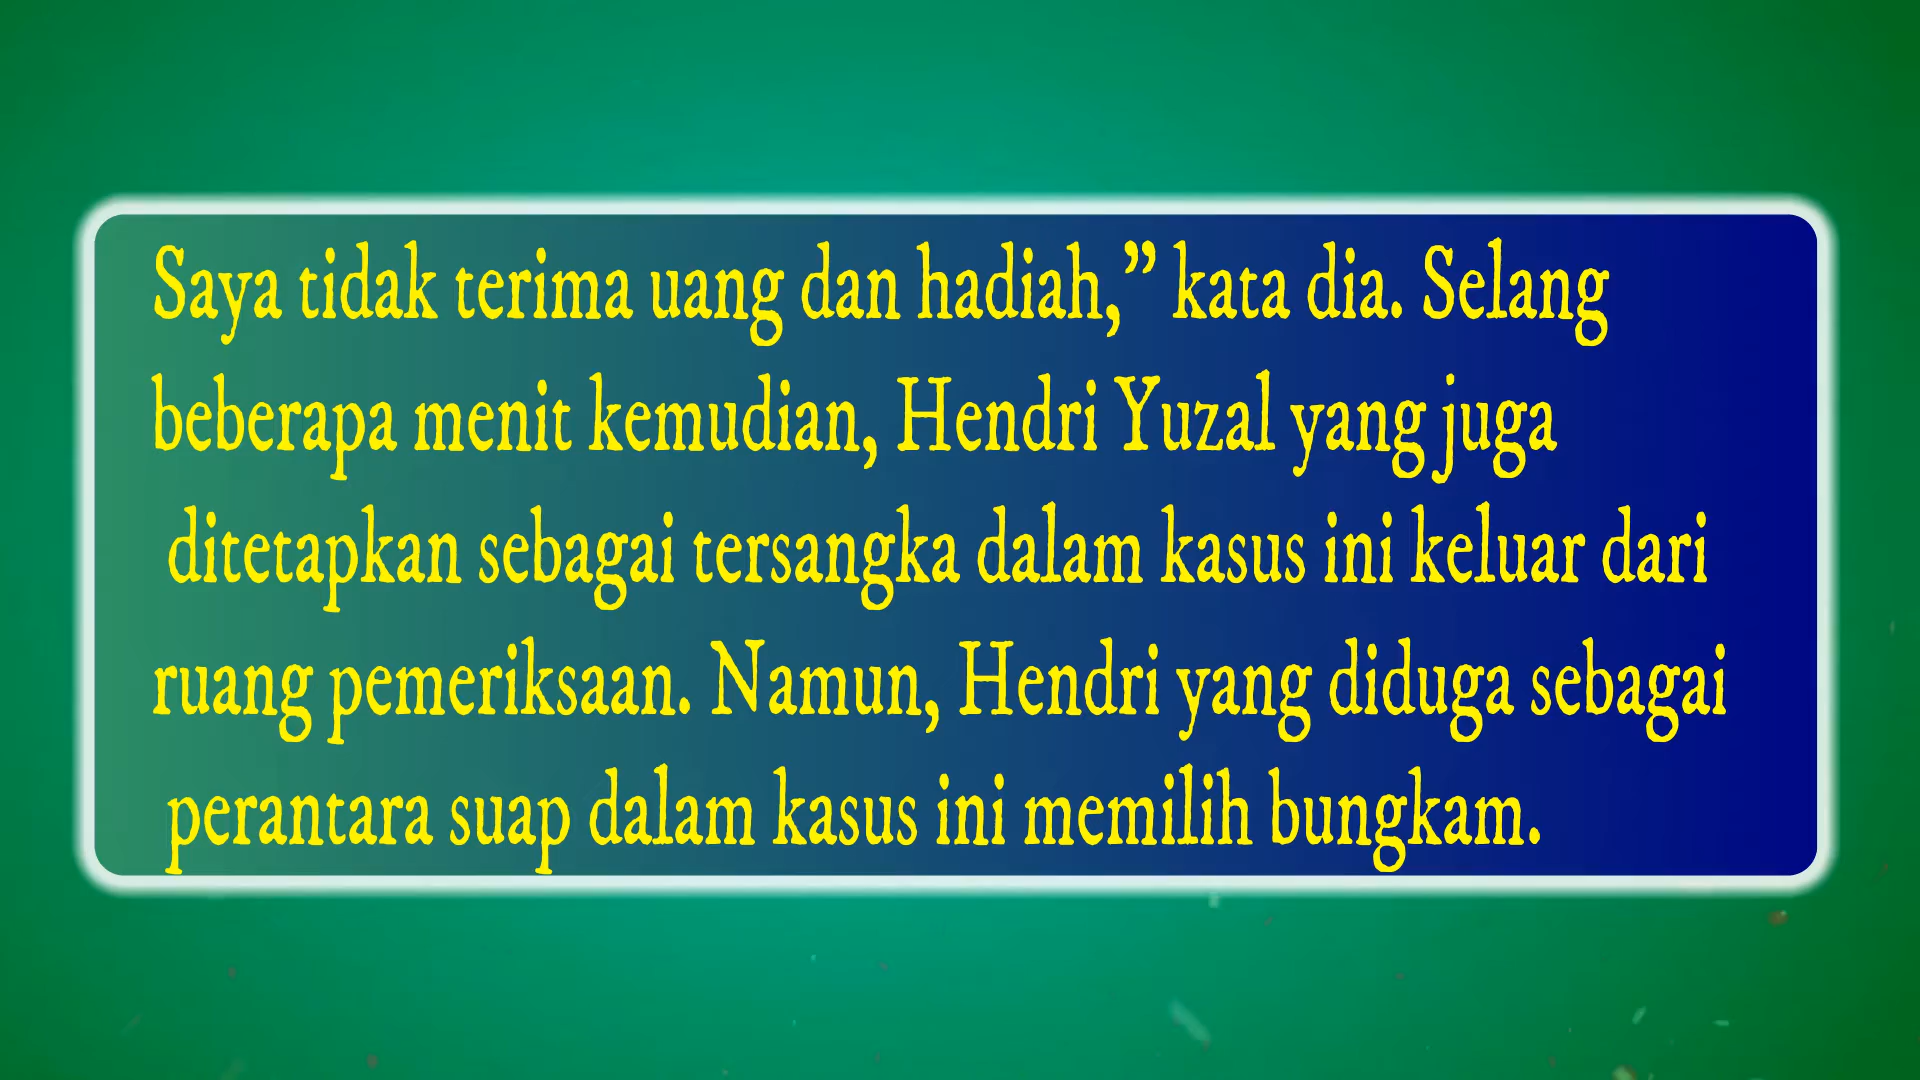 Saya tidak terima uang dan hadiah,” kata dia. Selang
beberapa menit kemudian, Hendri Yuzal yang juga
ditetapkan sebagai tersangka dalam kasus ini keluar dari
ruang pemeriksaan. Namun, Hendri yang diduga sebagai
perantara suap dalam kasus ini memilih bungkam.